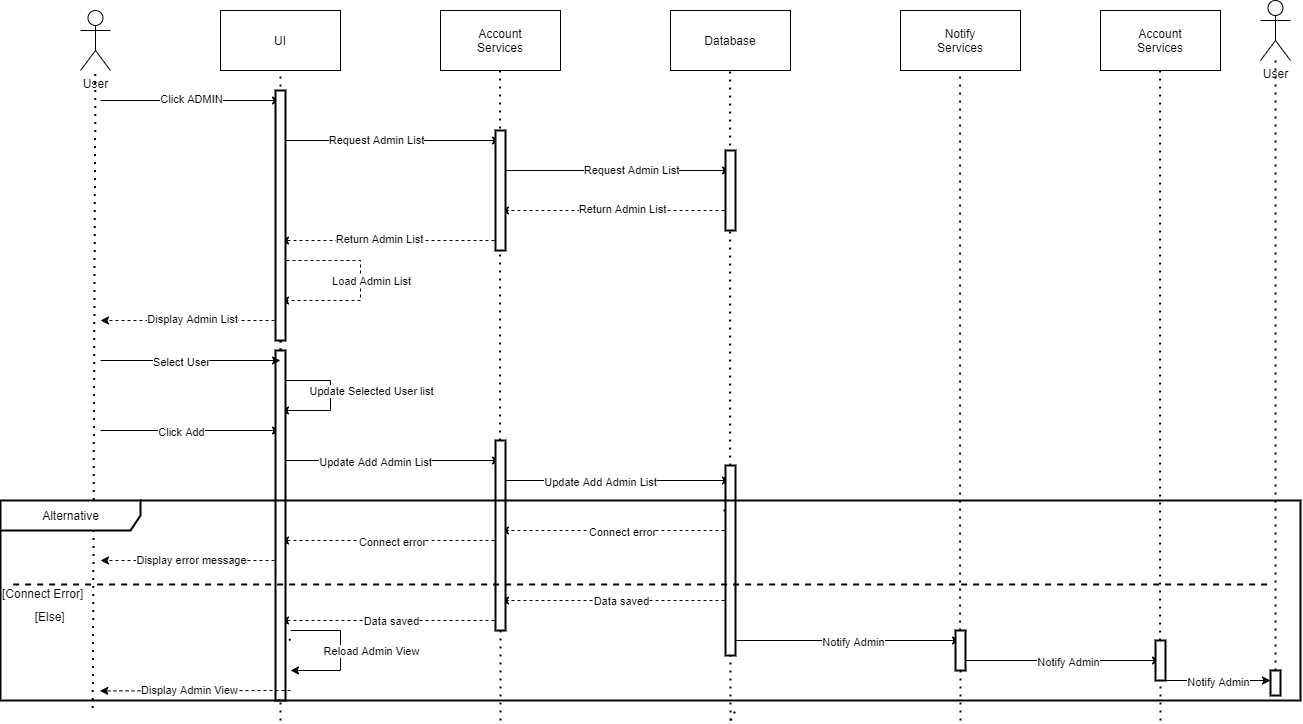 User
UI
Account
Services
Database
Notify
Services
Account
Services
User
Click ADMIN
Request Admin List
Request Admin List
Return Admin List
Return Admin List
Load Admin List
Display Admin List
Select User
Update Selected User list
Click Add
Update Add Admin List
Update Add Admin List
Alternative
Connect error
Connect error
Display error message
[Connect Error]
[Else]
Data saved
Data saved
Notify Admin
Reload Admin View
Notify Admin
Notify Admin
Display Admin View